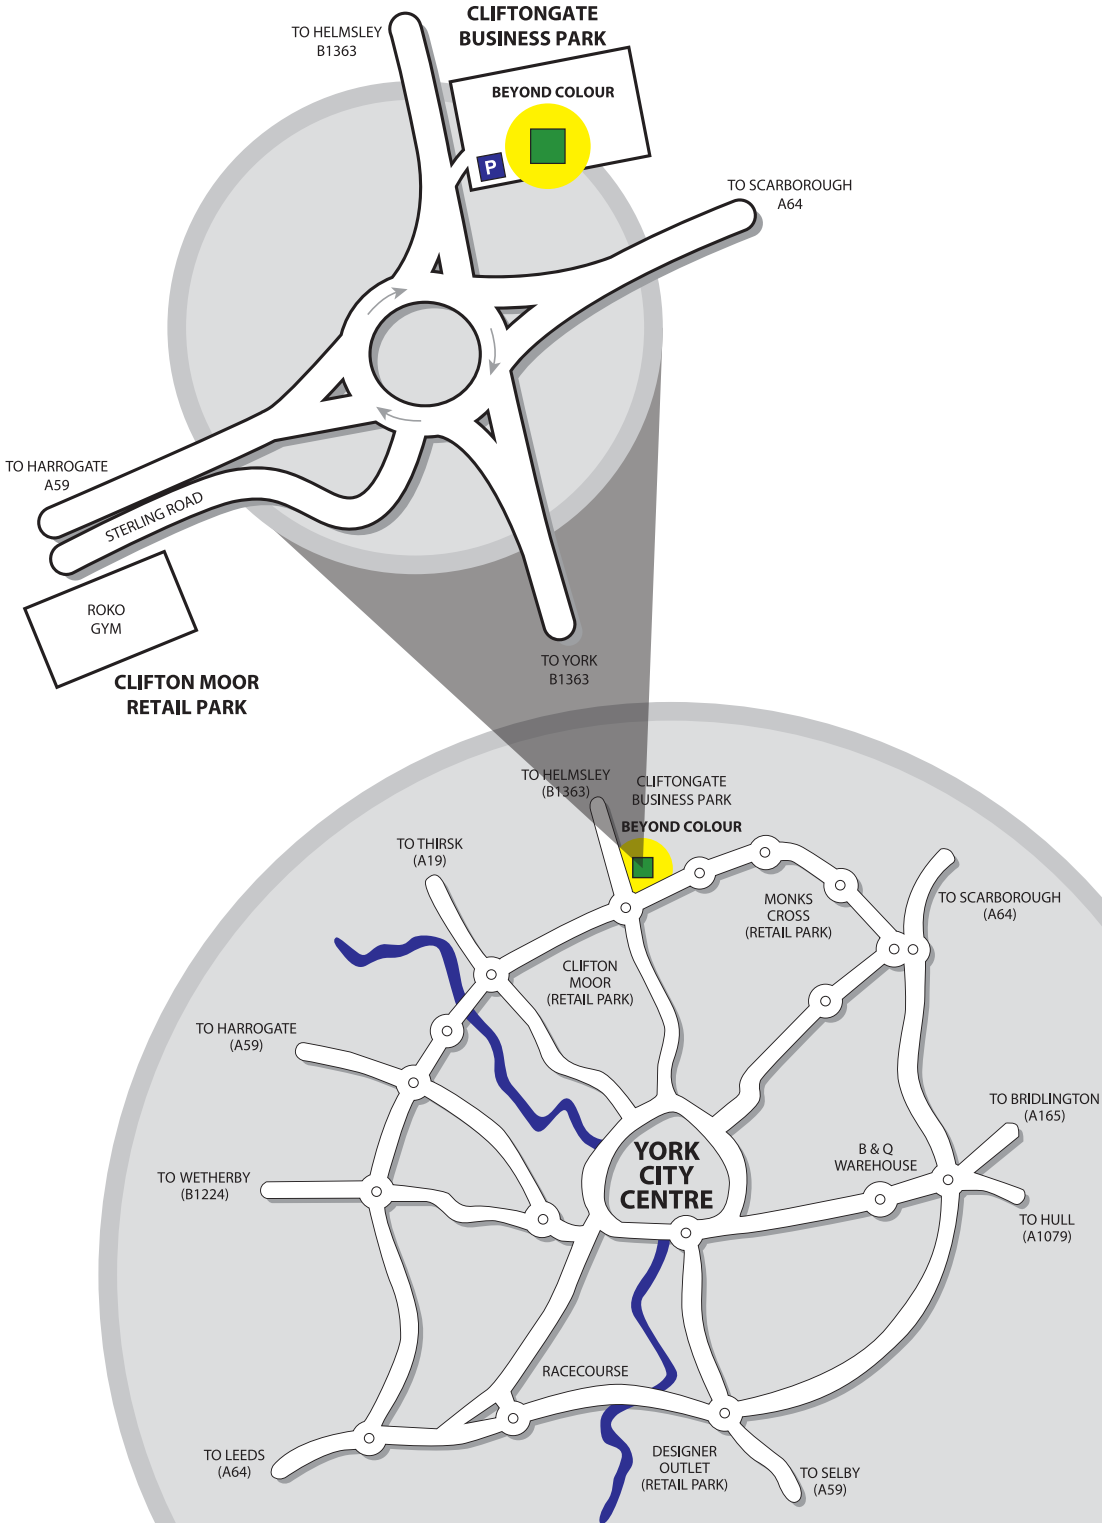 CLIFTONGATE
BUSINESS PARK
TO HELMSLEY
B1363
BEYOND COLOUR
P
TO SCARBOROUGH
A64
TO HARROGATE
A59
STERLING ROAD
ROKO
GYM
CLIFTON MOOR
RETAIL PARK
TO YORK
B1363
TO HELMSLEY
(B1363)
CLIFTONGATE
BUSINESS PARK
BEYOND COLOUR
TO THIRSK
(A19)
MONKS
CROSS
(RETAIL PARK)
TO SCARBOROUGH
(A64)
CLIFTON
MOOR
(RETAIL PARK)
TO HARROGATE
(A59)
TO BRIDLINGTON
(A165)
B & Q
WAREHOUSE
YORK
CITY
CENTRE
TO WETHERBY
(B1224)
TO HULL
(A1079)
RACECOURSE
TO LEEDS
(A64)
DESIGNER
OUTLET
(RETAIL PARK)
TO SELBY
(A59)